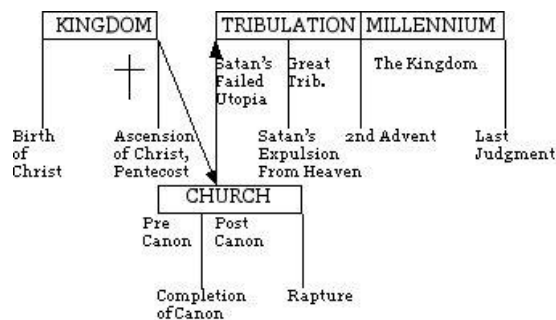 KINGDOM
TRIBULATION
MILLENNIUM
Satan's
Failed
Utopia
Great
Trib.
The Kingdom
Birth
of
Christ
Ascension
of Christ,
Pentecost
Satan's
Expulsion
From Heaven
2nd Advent
Last
Judgment
CHURCH
Pre
Canon
Post
Canon
Completion
of Canon
Rapture